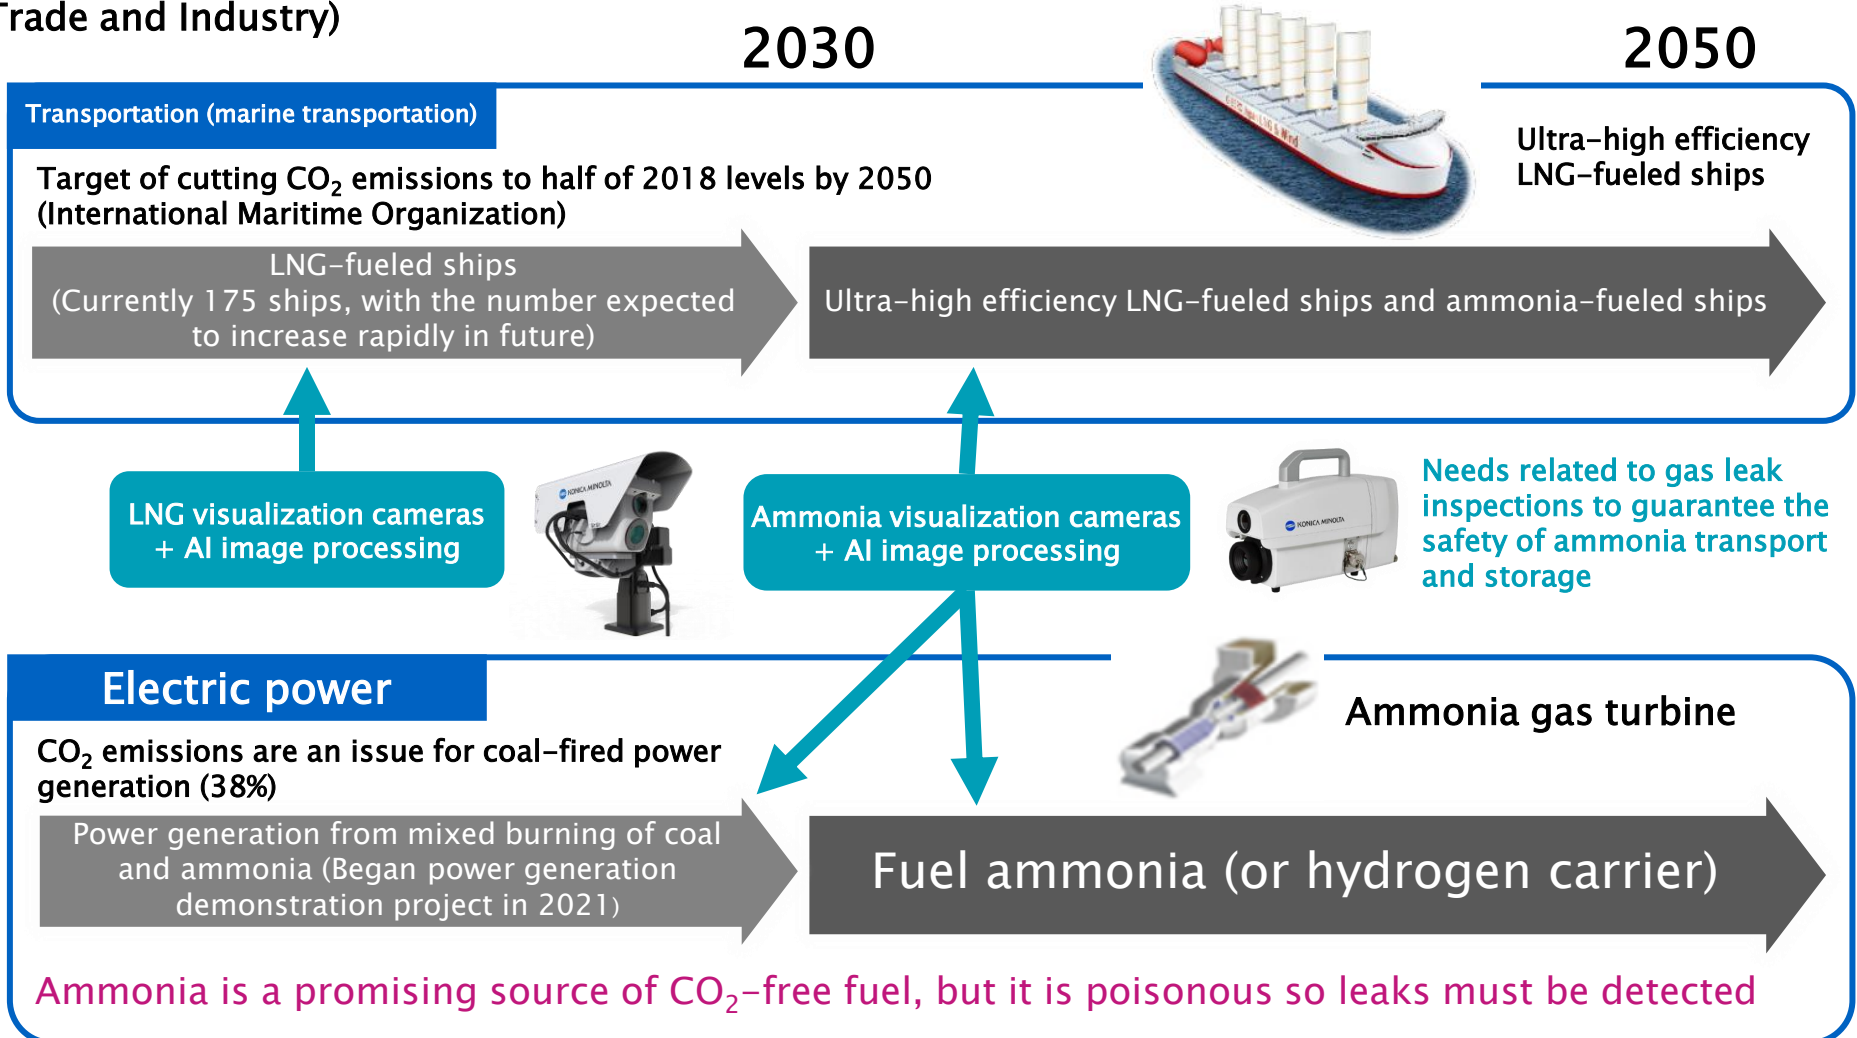 Trade and Industry)
2030
2050
Transportation (marine transportation)
Target of cutting CO2 emissions to half of 2018 levels by 2050
(International Maritime Organization)
Ultra-high efficiency
LNG-fueled ships
LNG-fueled ships
(Currently 175 ships, with the number expected
to increase rapidly in future)
Ultra-high efficiency LNG-fueled ships and ammonia-fueled ships
LNG visualization cameras
+ AI image processing
KONICA MINOLTA
Ammonia visualization cameras
+ AI image processing
KONICA MINOLTA
Needs related to gas leak
inspections to guarantee the
safety of ammonia transport
and storage
Electric power
CO2 emissions are an issue for coal-fired power
generation (38%)
Ammonia gas turbine
Power generation from mixed burning of coal
and ammonia (Began power generation
demonstration project in 2021)
Fuel ammonia (or hydrogen carrier)
Ammonia is a promising source of CO2-free fuel, but it is poisonous so leaks must be detected